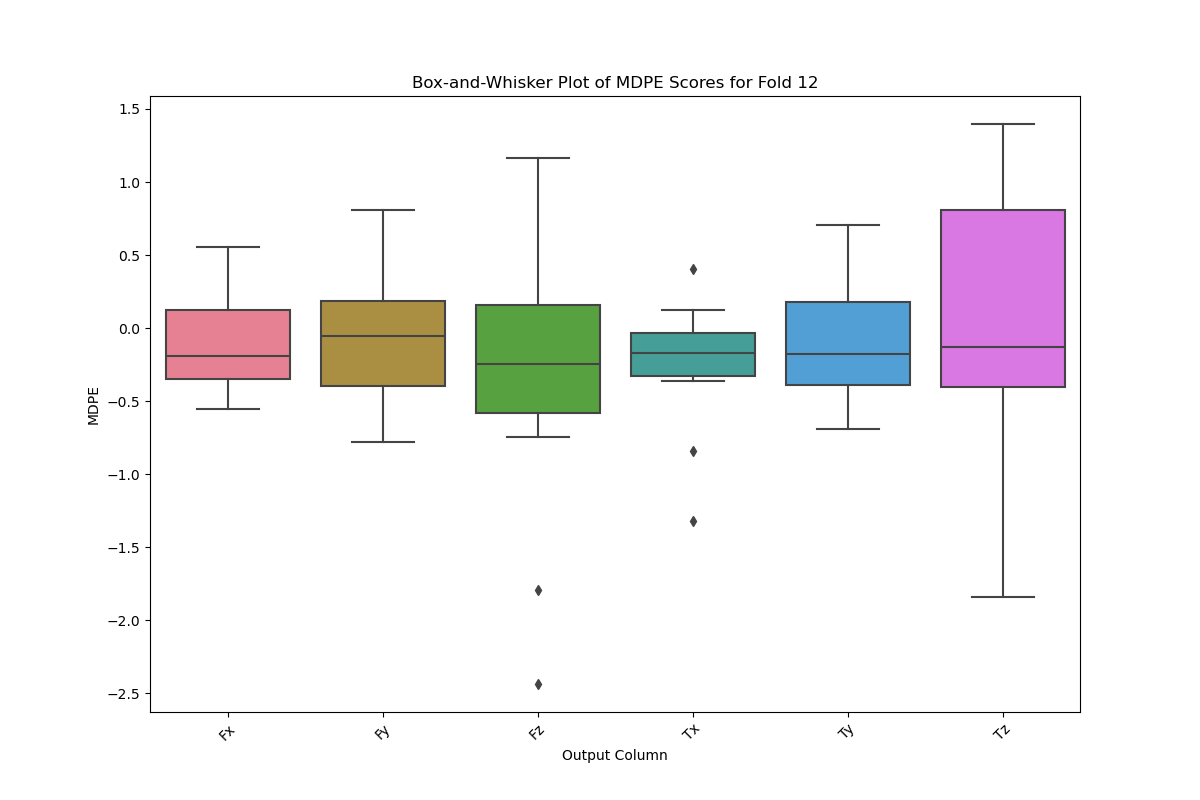 Box-and-Whisker Plot of MDPE Scores for Fold 12
1.5
1.0
0.5
0.0
−0.5
−1.0
−1.5
−2.0
−2.5
MDPE
Fx
Fy
Fz
Tx
Ty
Tz
Output Column